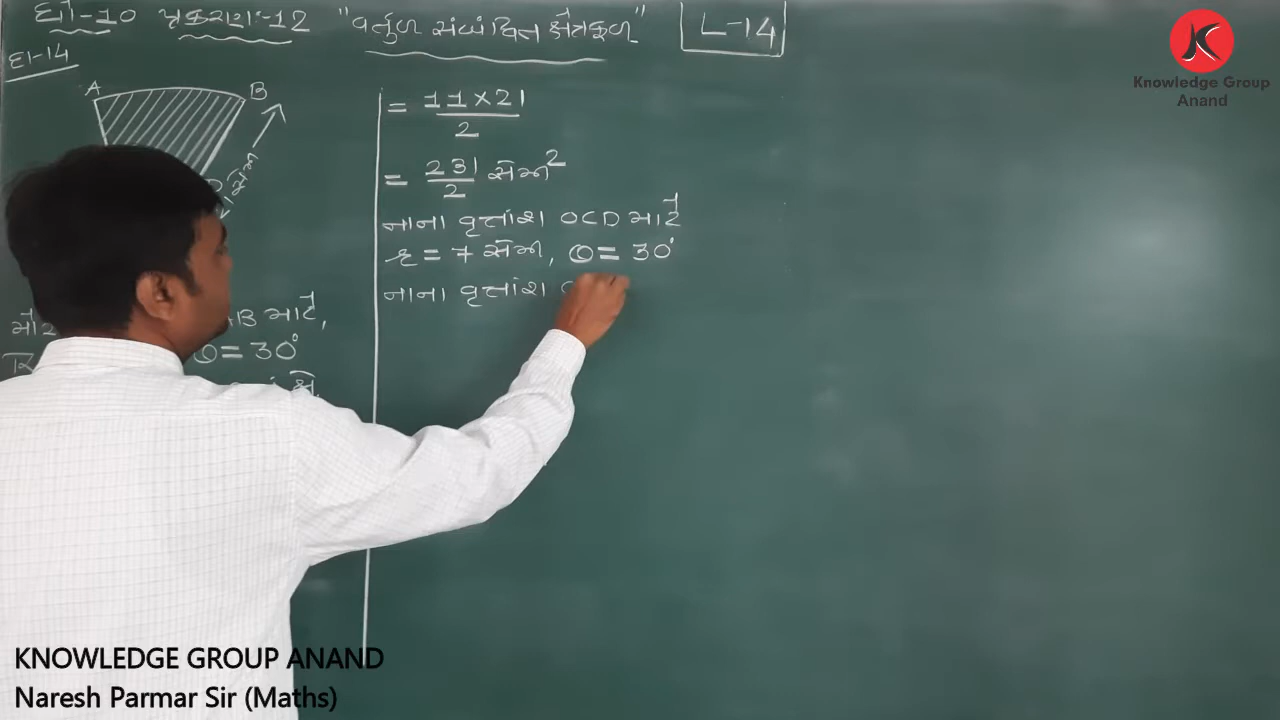 ધો-10 પ્રકરણ:-12 "વર્તુળ સંબંધિત ક્ષેત્રફળ" L-14
દા-14
A B
સેમી
= 11 × 21 / 2
= 231 / 2 સેમી²
નાના વૃત્તાંશ OCD માટે
r = 7 સેમી, θ = 30°
નાના વૃત્તાંશ
AB માટે,
θ = 30°
Knowledge Group
Anand
KNOWLEDGE GROUP ANAND
Naresh Parmar Sir (Maths)